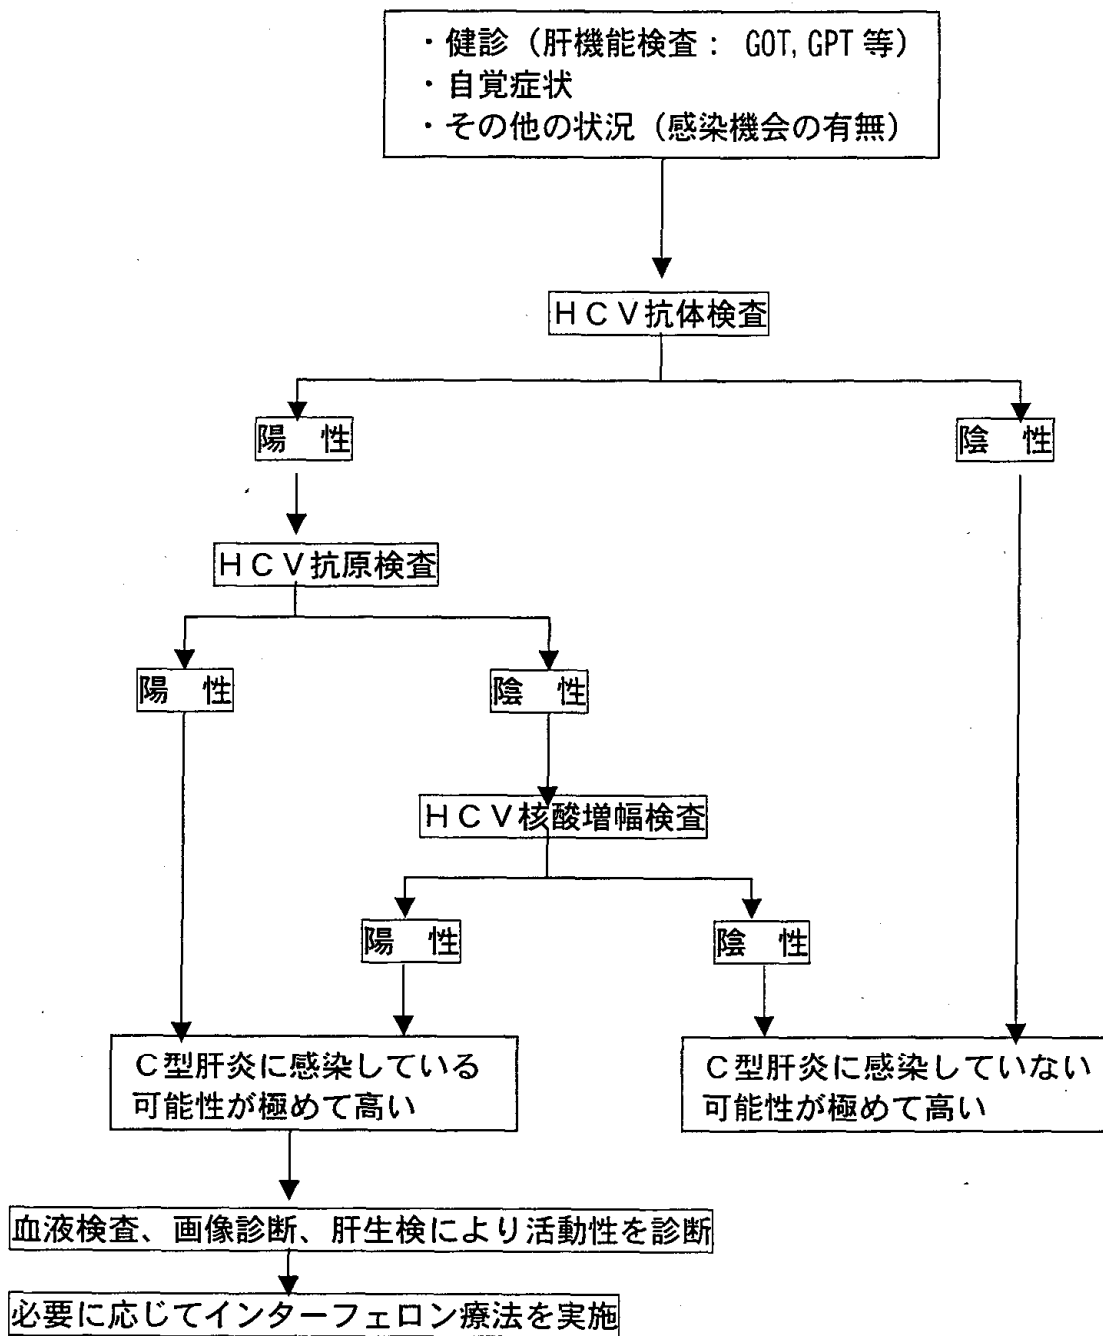 ・健診（肝機能検査： GOT, GPT 等）
・自覚症状
・その他の状況（感染機会の有無）
ＨＣＶ抗体検査
陽　性
陰　性
ＨＣＶ抗原検査
陽　性
陰　性
ＨＣＶ核酸増幅検査
陽　性
陰　性
Ｃ型肝炎に感染している
可能性が極めて高い
Ｃ型肝炎に感染していない
可能性が極めて高い
血液検査、画像診断、肝生検により活動性を診断
必要に応じてインターフェロン療法を実施